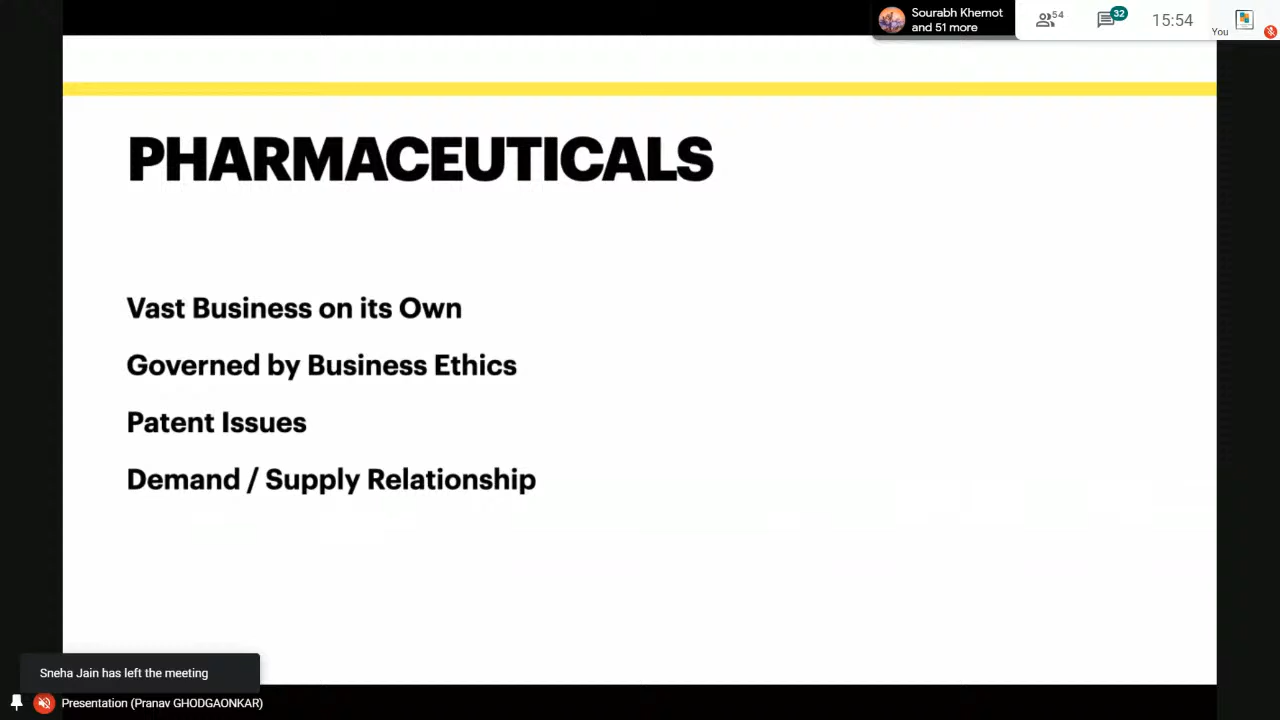 Sourabh Khemot
and 51 more
54
32
15:54
You
PHARMACEUTICALS
Vast Business on its Own
Governed by Business Ethics
Patent Issues
Demand / Supply Relationship
Sneha Jain has left the meeting
Presentation (Pranav GHODGAONKAR)